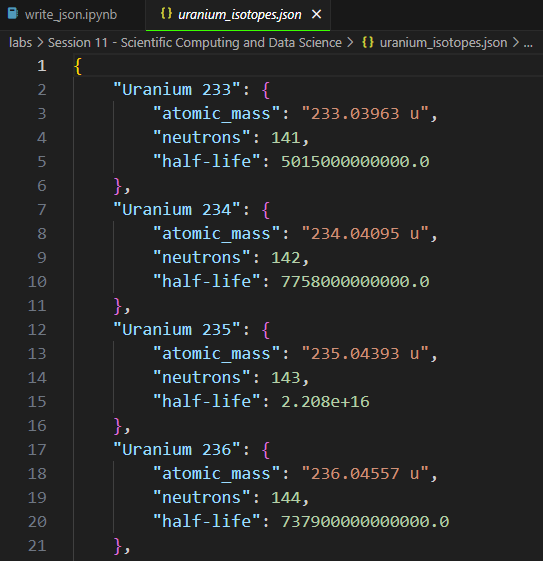 write_json.ipynb
uranium_isotopes.json
labs > Session 11 - Scientific Computing and Data Science > {} uranium_isotopes.json > ...
1 {
2     "Uranium 233": {
3         "atomic_mass": "233.03963 u",
4         "neutrons": 141,
5         "half-life": 5015000000000.0
6     },
7     "Uranium 234": {
8         "atomic_mass": "234.04095 u",
9         "neutrons": 142,
10         "half-life": 7758000000000.0
11     },
12     "Uranium 235": {
13         "atomic_mass": "235.04393 u",
14         "neutrons": 143,
15         "half-life": 2.208e+16
16     },
17     "Uranium 236": {
18         "atomic_mass": "236.04557 u",
19         "neutrons": 144,
20         "half-life": 737900000000000.0
21     },